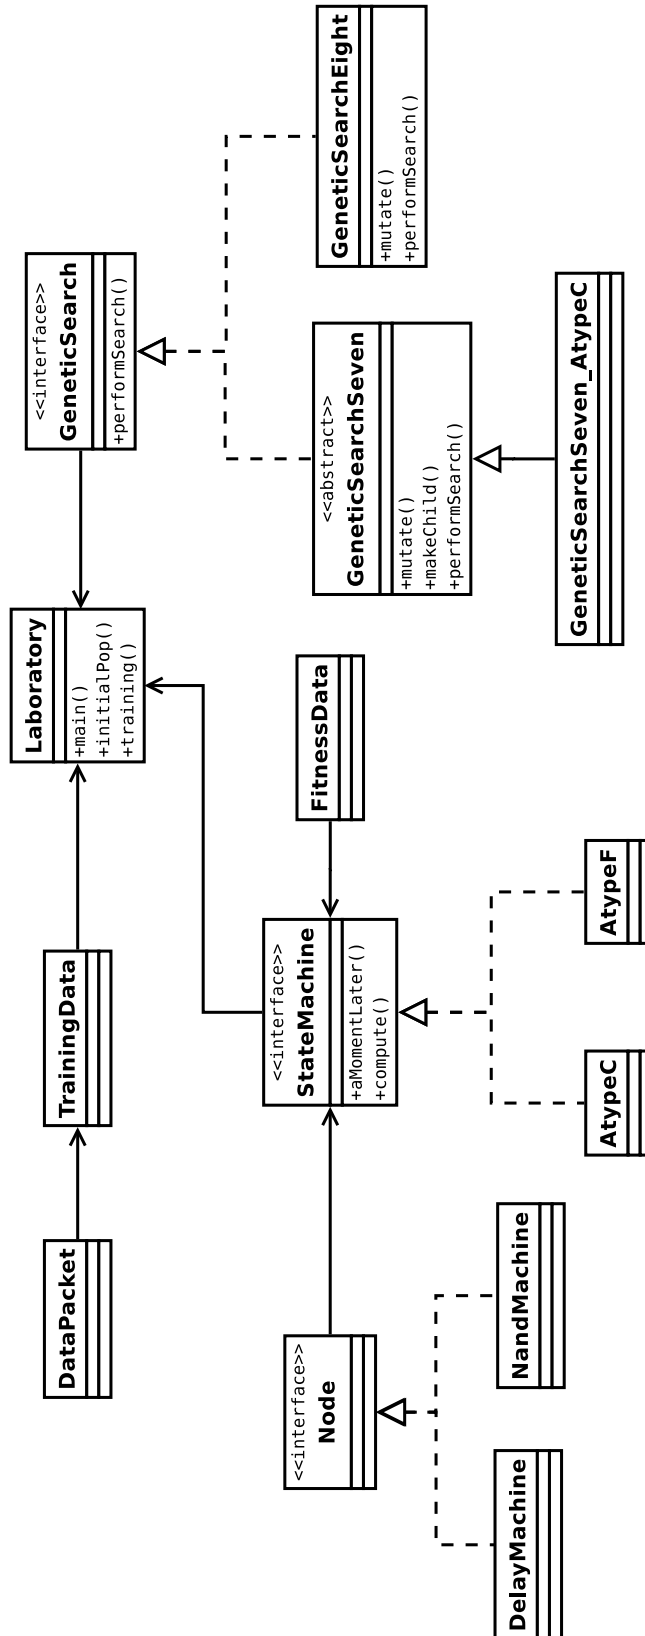 DataPacket
TrainingData
Laboratory
+main()
+initialPop()
+training()
<<interface>>
GeneticSearch
+performSearch()
<<interface>>
Node
<<interface>>
StateMachine
+aMomentLater()
+compute()
FitnessData
<<abstract>>
GeneticSearchSeven
+mutate()
+makeChild()
+performSearch()
GeneticSearchEight
+mutate()
+performSearch()
DelayMachine
NandMachine
AtypeC
AtypeF
GeneticSearchSeven_AtypeC